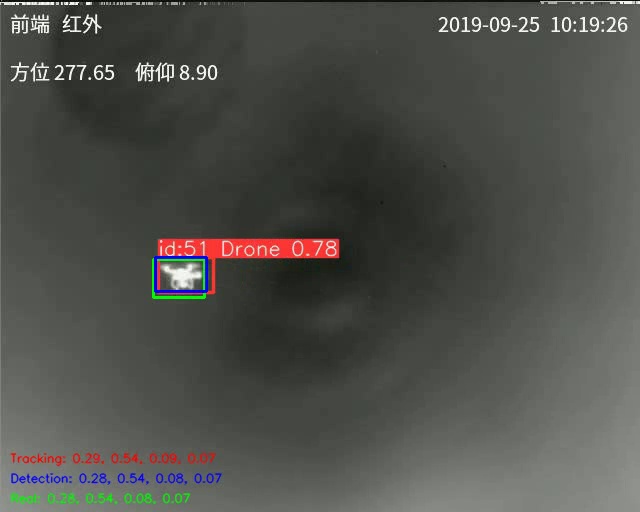 前端 红外
2019-09-25 10:19:26
方位 277.65 俯仰 8.90
id:51 Drone 0.78
Tracking: 0.29, 0.54, 0.09, 0.07
Detection: 0.28, 0.54, 0.08, 0.07
Real: 0.28, 0.54, 0.08, 0.07